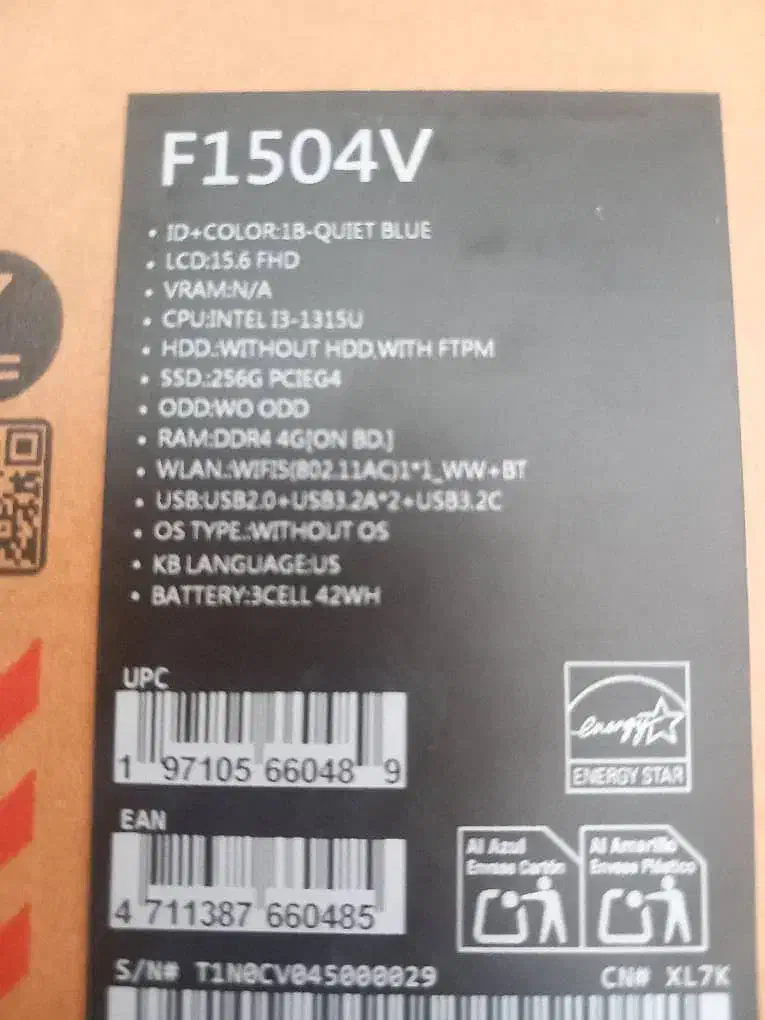 F1504V
• ID+COLOR:1B-QUIET BLUE
• LCD:15.6 FHD
• VRAM:N/A
• CPU:INTEL I3-1315U
• HDD.:WITHOUT HDD,WITH FTPM
• SSD.:256G PCIEG4
• ODD:WO ODD
• RAM:DDR4 4G[ON BD.]
• WLAN.:WIFI5(802.11AC)1*1_WW+BT
• USB:USB2.0+USB3.2A*2+USB3.2C
• OS TYPE.:WITHOUT OS
• KB LANGUAGE:US
• BATTERY:3CELL 42WH
UPC
1 97105 66048 9
energy
ENERGY STAR
EAN
4 711387 660485
Al Azul
Envase Cartón
Al Amarillo
Envase Plástico
S/N# T1N0CV045000029
CN# XL7K